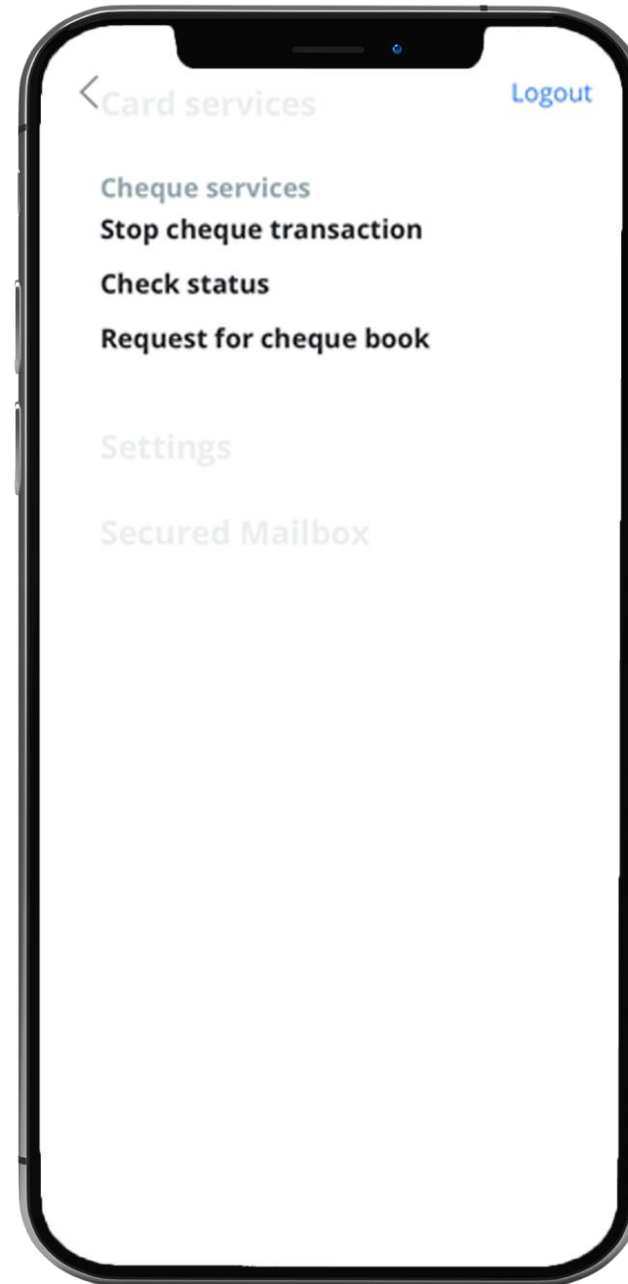 Card services
Logout
Cheque services
Stop cheque transaction
Check status
Request for cheque book
Settings
Secured Mailbox